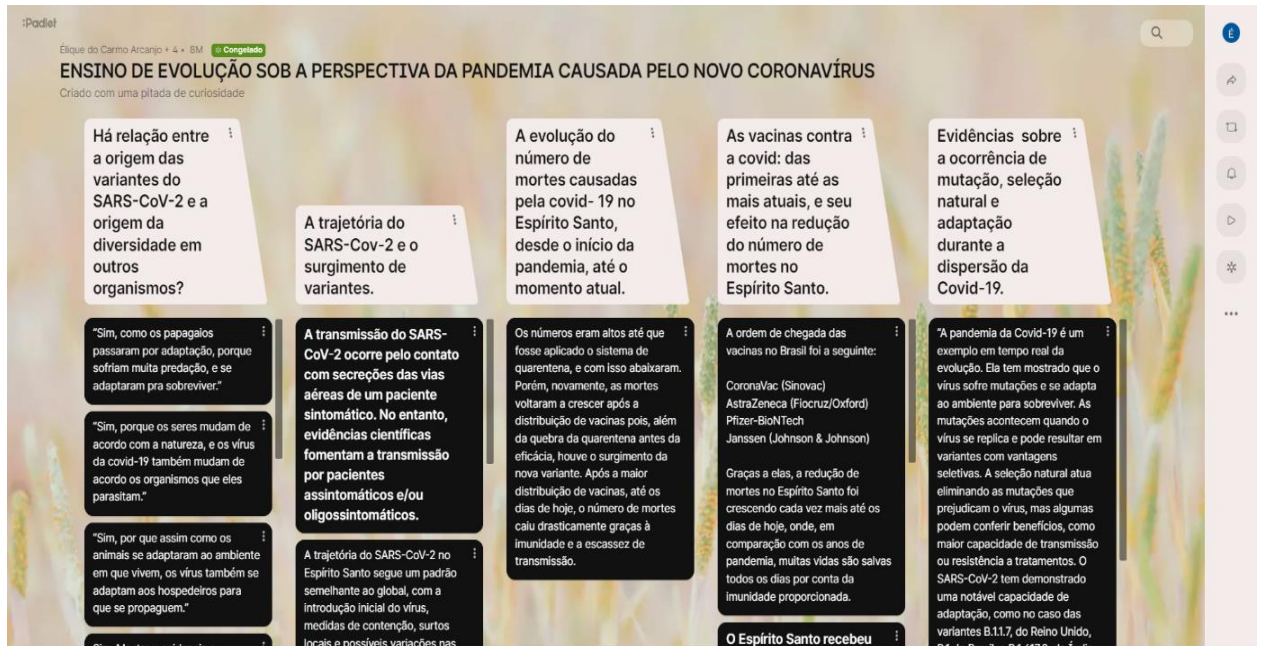 :Padlet
Élique do Carmo Arcanjo + 4 • 8M Congelado
ENSINO DE EVOLUÇÃO SOB A PERSPECTIVA DA PANDEMIA CAUSADA PELO NOVO CORONAVÍRUS
Criado com uma pitada de curiosidade
É
Há relação entre
a origem das
variantes do
SARS-CoV-2 e a
origem da
diversidade em
outros
organismos?
"Sim, como os papagaios
passaram por adaptação, porque
sofriam muita predação, e se
adaptaram pra sobreviver."
"Sim, porque os seres mudam de
acordo com a natureza, e os vírus
da covid-19 também mudam de
acordo os organismos que eles
parasitam."
"Sim, por que assim como os
animais se adaptaram ao ambiente
em que vivem, os vírus também se
adaptam aos hospedeiros para
que se propaguem."
A trajetória do
SARS-Cov-2 e o
surgimento de
variantes.
A transmissão do SARS-
CoV-2 ocorre pelo contato
com secreções das vias
aéreas de um paciente
sintomático. No entanto,
evidências científicas
fomentam a transmissão
por pacientes
assintomáticos e/ou
oligossintomáticos.
A trajetória do SARS-CoV-2 no
Espírito Santo segue um padrão
semelhante ao global, com a
introdução inicial do vírus,
medidas de contenção, surtos
locais e possíveis variações nas
A evolução do
número de
mortes causadas
pela covid- 19 no
Espírito Santo,
desde o início da
pandemia, até o
momento atual.
Os números eram altos até que
fosse aplicado o sistema de
quarentena, e com isso abaixaram.
Porém, novamente, as mortes
voltaram a crescer após a
distribuição de vacinas pois, além
da quebra da quarentena antes da
eficácia, houve o surgimento da
nova variante. Após a maior
distribuição de vacinas, até os
dias de hoje, o número de mortes
caiu drasticamente graças à
imunidade e a escassez de
transmissão.
As vacinas contra
a covid: das
primeiras até as
mais atuais, e seu
efeito na redução
do número de
mortes no
Espírito Santo.
A ordem de chegada das
vacinas no Brasil foi a seguinte:
CoronaVac (Sinovac)
AstraZeneca (Fiocruz/Oxford)
Pfizer-BioNTech
Janssen (Johnson & Johnson)
Graças a elas, a redução de
mortes no Espírito Santo foi
crescendo cada vez mais até os
dias de hoje, onde, em
comparação com os anos de
pandemia, muitas vidas são salvas
todos os dias por conta da
imunidade proporcionada.
O Espírito Santo recebeu
Evidências sobre
a ocorrência de
mutação, seleção
natural e
adaptação
durante a
dispersão da
Covid-19.
"A pandemia da Covid-19 é um
exemplo em tempo real da
evolução. Ela tem mostrado que o
vírus sofre mutações e se adapta
ao ambiente para sobreviver. As
mutações acontecem quando o
vírus se replica e pode resultar em
variantes com vantagens
seletivas. A seleção natural atua
eliminando as mutações que
prejudicam o vírus, mas algumas
podem conferir benefícios, como
maior capacidade de transmissão
ou resistência a tratamentos. O
SARS-CoV-2 tem demonstrado
uma notável capacidade de
adaptação, como no caso das
variantes B.1.1.7, do Reino Unido,